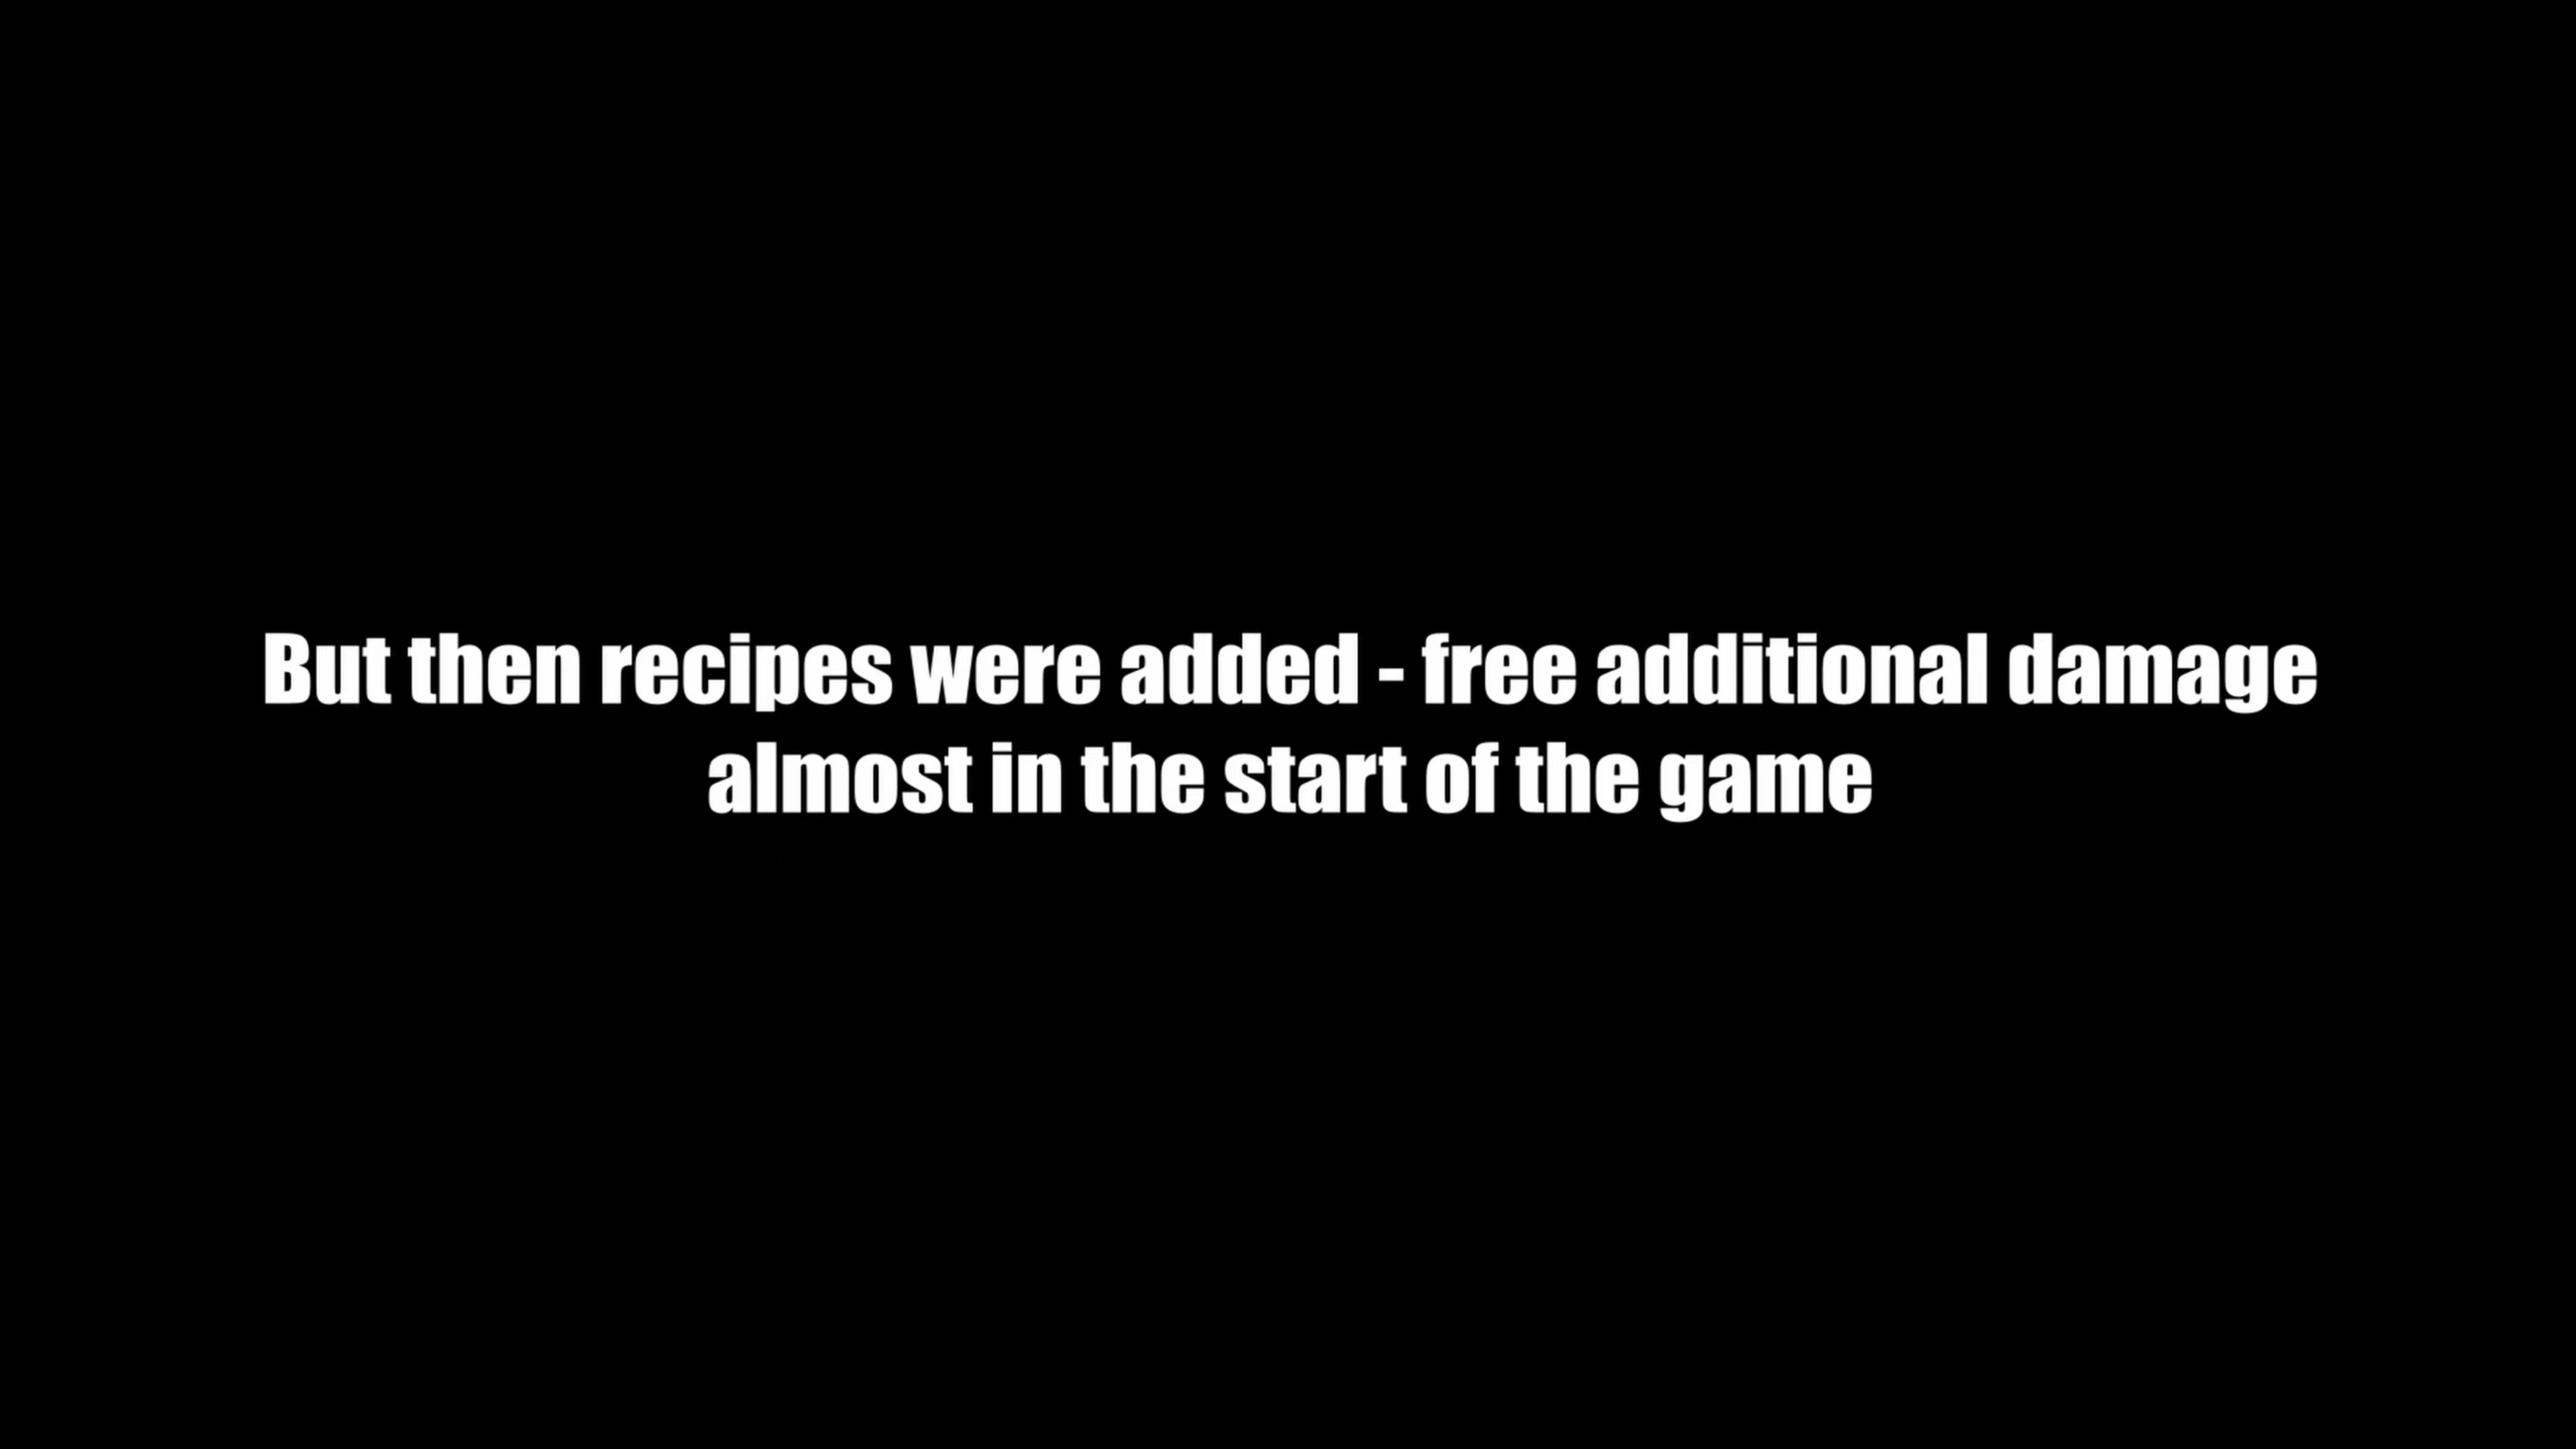 But then recipes were added - free additional damage
almost in the start of the game